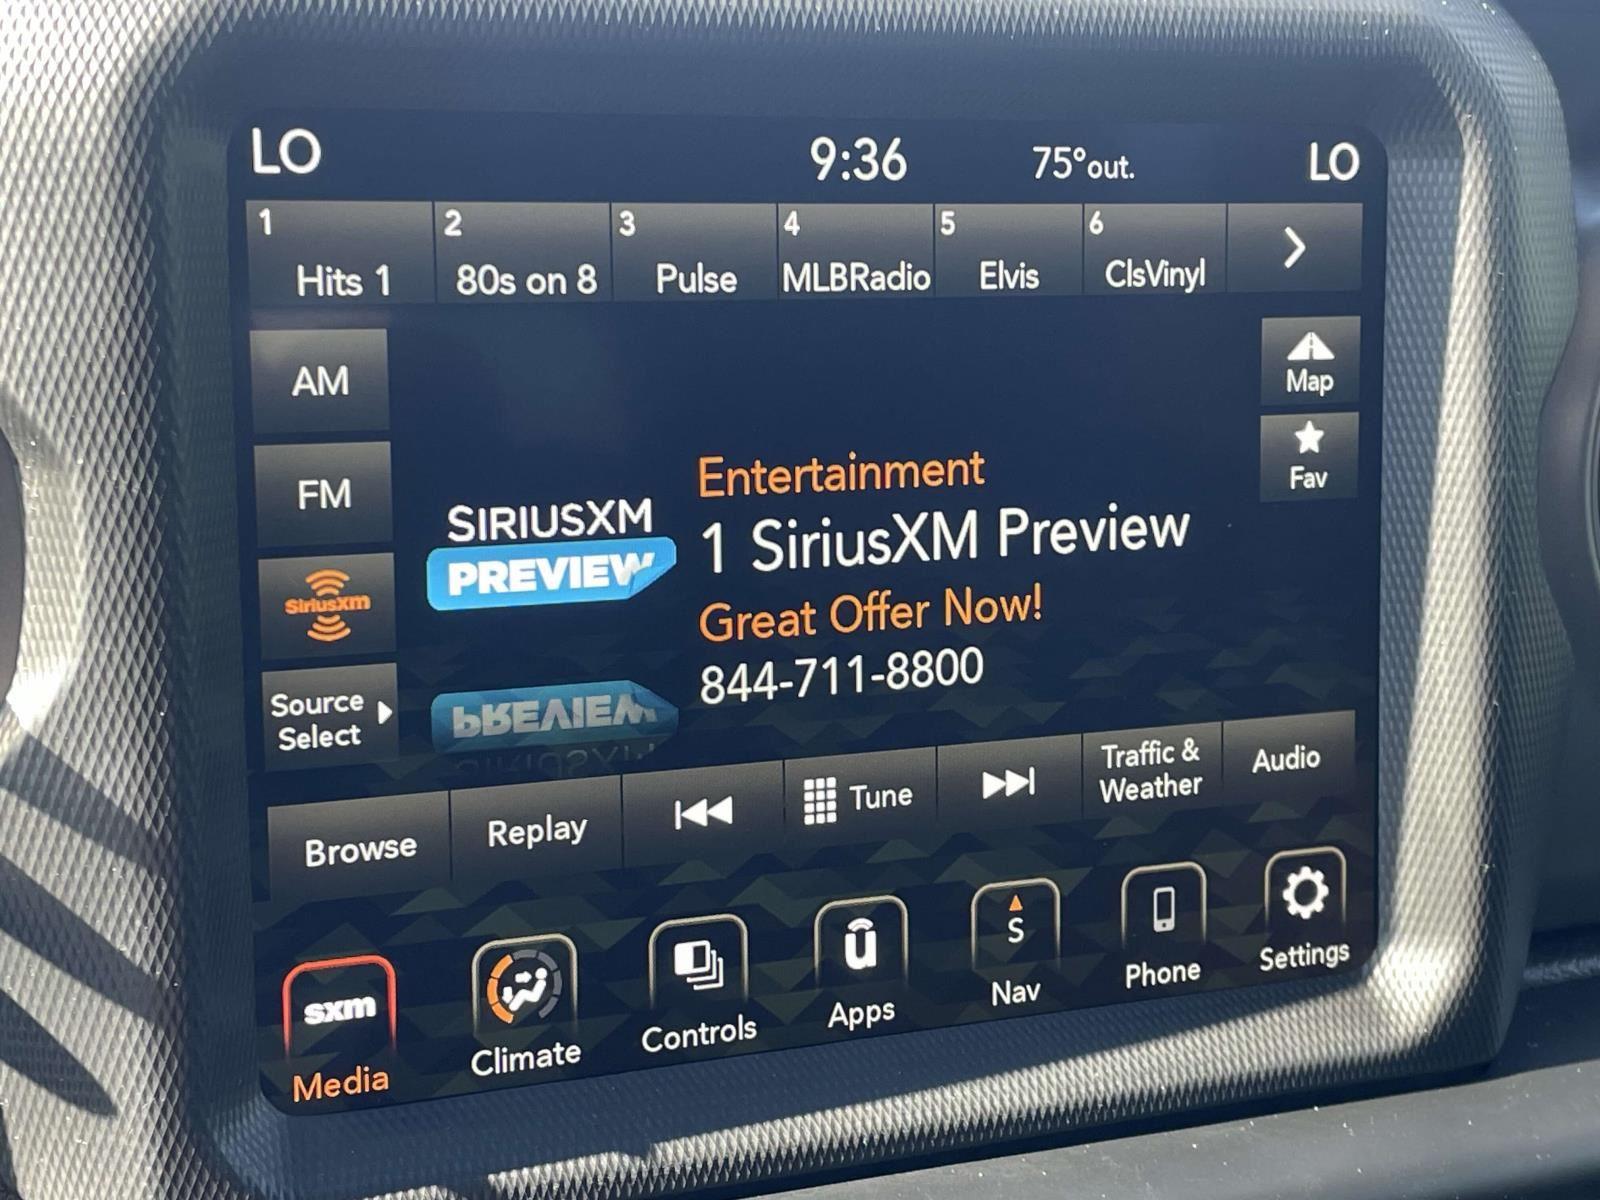 LO 9:36 75°out. LO
1 2 3 4 5 6
Hits 1 80s on 8 Pulse MLBRadio Elvis ClsVinyl
AM
FM
SiriusXM
Source
Select
Map
Fav
SIRIUSXM
PREVIEW
Entertainment
1 SiriusXM Preview
Great Offer Now!
844-711-8800
PREVIEW
SIRIUSXM
Browse
Replay
Tune
Traffic &
Weather
Audio
sxm
Media
Climate
Controls
u
Apps
S
Nav
Phone
Settings